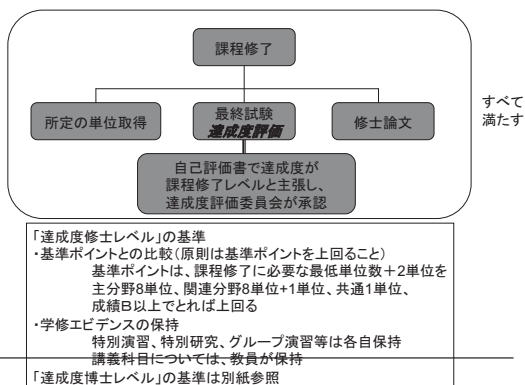 課程修了
所定の単位取得
最終試験
達成度評価
修士論文
すべて
満たす
自己評価書で達成度が
課程修了レベルと主張し、
達成度評価委員会が承認
「達成度修士レベル」の基準
・基準ポイントとの比較(原則は基準ポイントを上回ること)
基準ポイントは、課程修了に必要な最低単位数+2単位を
主分野8単位、関連分野8単位+1単位、共通1単位、
成績B以上でとれば上回る
・学修エビデンスの保持
特別演習、特別研究、グループ演習等は各自保持
講義科目については、教員が保持
「達成度博士レベル」の基準は別紙参照